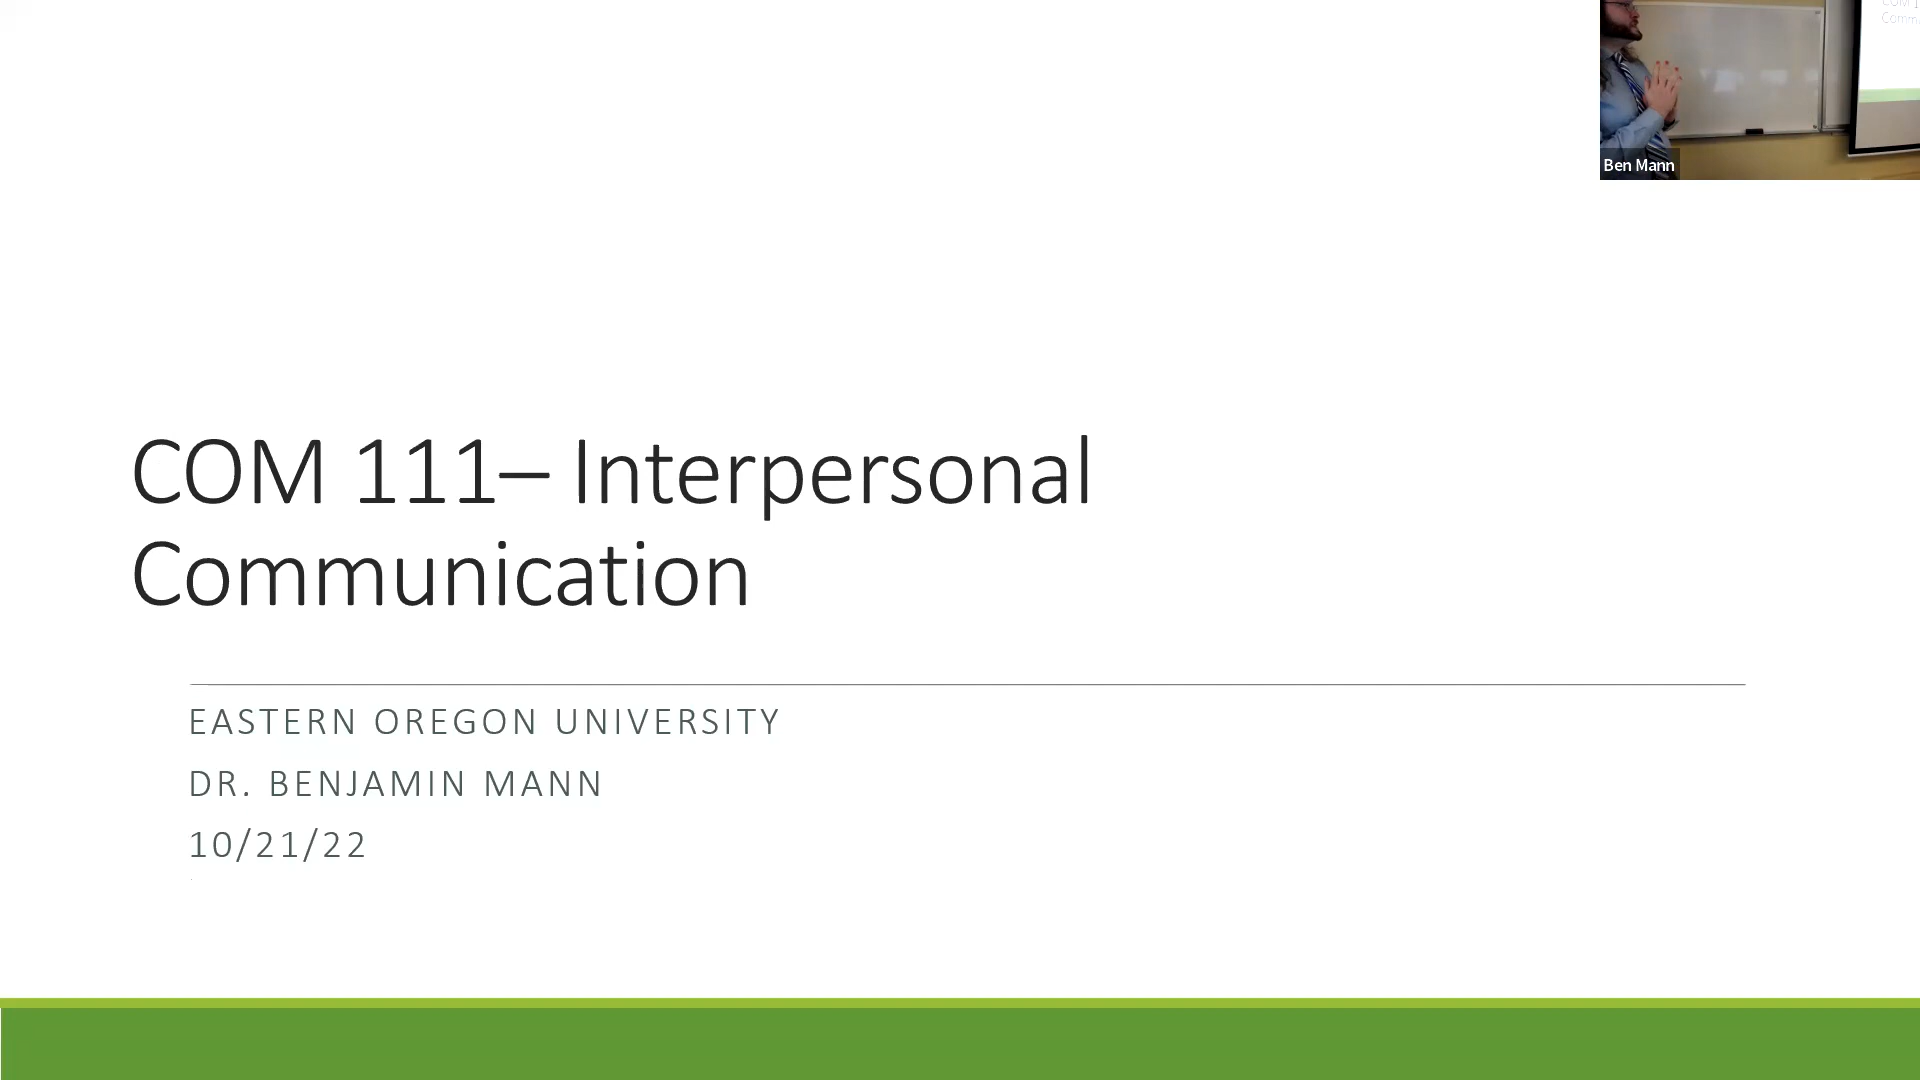 COM 111– Interpersonal
Communication
EASTERN OREGON UNIVERSITY
DR. BENJAMIN MANN
10/21/22
Ben Mann